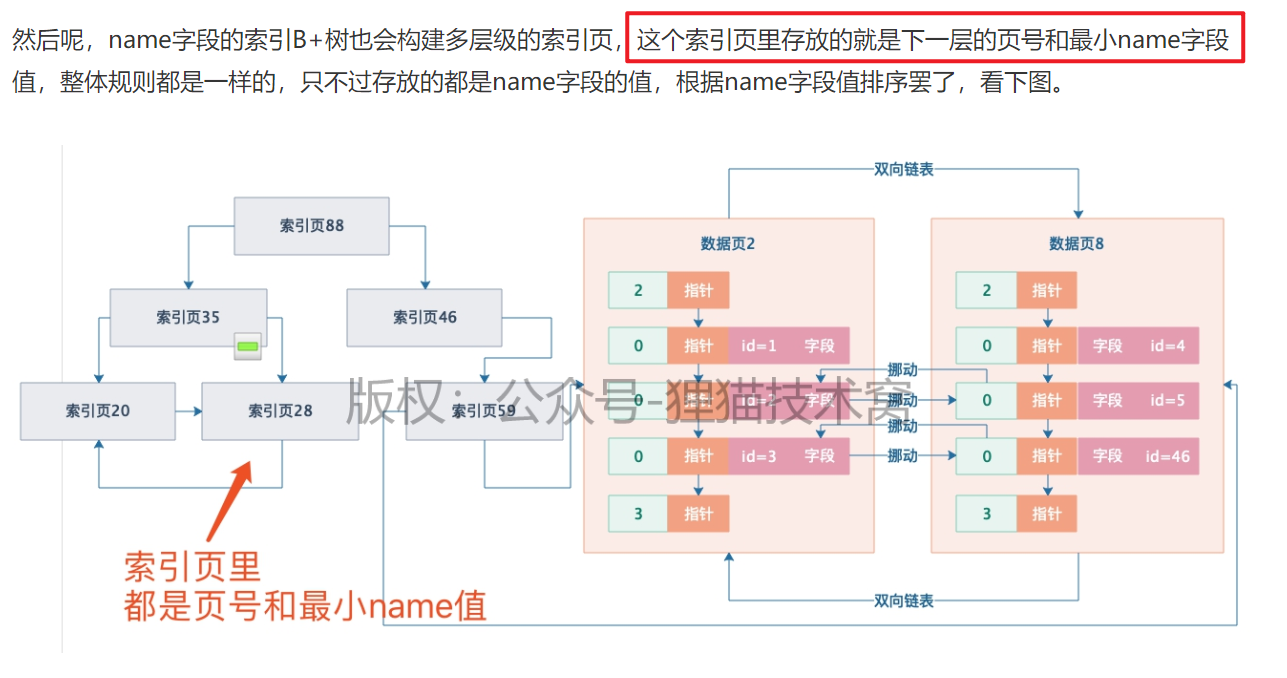 然后呢，name字段的索引B+树也会构建多层级的索引页，这个索引页里存放的就是下一层的页号和最小name字段
值，整体规则都是一样的，只不过存放的都是name字段的值，根据name字段值排序罢了，看下图。
双向链表
索引页88
数据页2
数据页8
2 指针
2 指针
索引页35
索引页46
0 指针 id=1 字段
0 指针 字段 id=4
挪动
索引页20
索引页28
索引页59
0 指针 id=2 字段
挪动
0 指针 字段 id=5
版权：公众号-狸猫技术窝
挪动
0 指针 id=3 字段
挪动
0 指针 字段 id=46
3 指针
3 指针
索引页里
都是页号和最小name值
双向链表